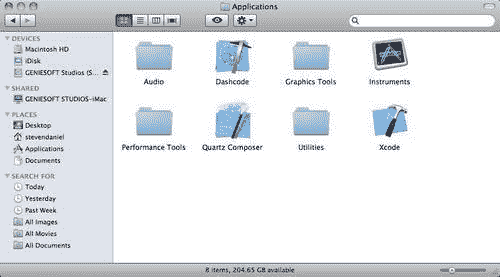 Applications
DEVICES
Macintosh HD
iDisk
GENIESOFT Studios (S...
SHARED
GENIESOFT STUDIOS-iMac
PLACES
Desktop
stevendaniel
Applications
Documents
SEARCH FOR
Today
Yesterday
Past Week
All Images
All Movies
All Documents
Audio Dashcode Graphics Tools Instruments
Performance Tools Quartz Composer Utilities Xcode
8 items, 204.65 GB available